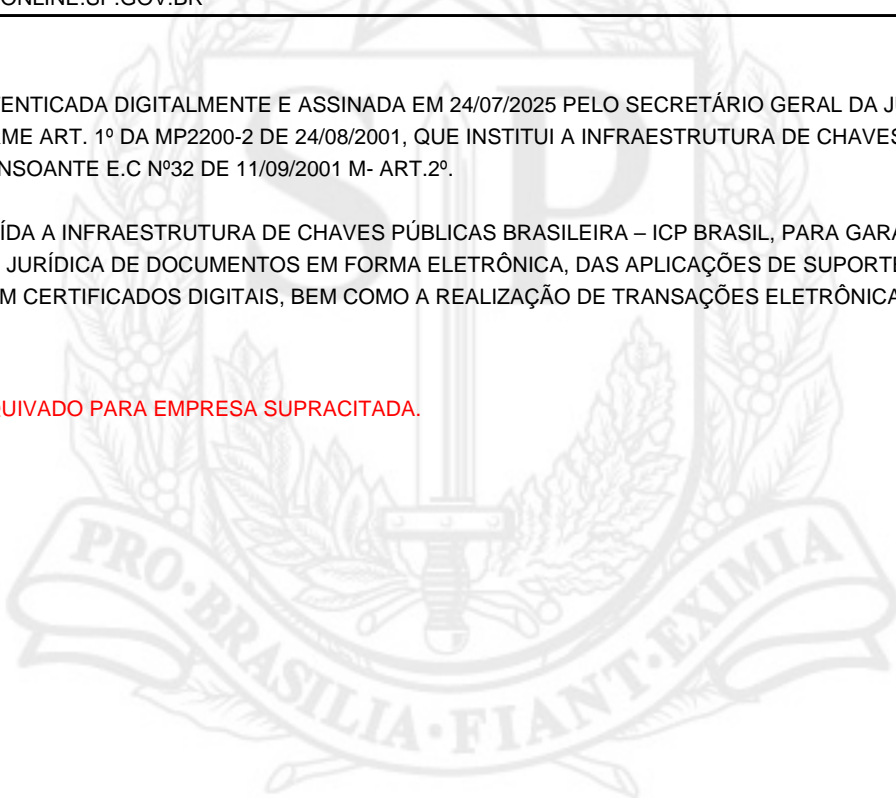 ONLINE.SP.GOV.BR
ENTICADA DIGITALMENTE E ASSINADA EM 24/07/2025 PELO SECRETÁRIO GERAL DA J
ME ART. 1º DA MP2200-2 DE 24/08/2001, QUE INSTITUI A INFRAESTRUTURA DE CHAVES
NSOANTE E.C Nº32 DE 11/09/2001 M- ART.2º.
ÍDA A INFRAESTRUTURA DE CHAVES PÚBLICAS BRASILEIRA – ICP BRASIL, PARA GARA
JURÍDICA DE DOCUMENTOS EM FORMA ELETRÔNICA, DAS APLICAÇÕES DE SUPORTE
M CERTIFICADOS DIGITAIS, BEM COMO A REALIZAÇÃO DE TRANSAÇÕES ELETRÔNICA
UIVADO PARA EMPRESA SUPRACITADA.
SP
PRO·BRASILIA·FIANT·EXIMIA